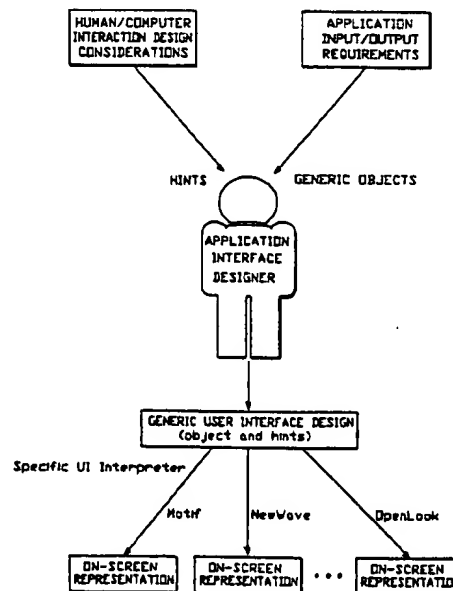 HUMAN/COMPUTER
INTERACTION DESIGN
CONSIDERATIONS
APPLICATION
INPUT/OUTPUT
REQUIREMENTS
HINTS
GENERIC OBJECTS
APPLICATION
INTERFACE
DESIGNER
GENERIC USER INTERFACE DESIGN
(object and hints)
Specific UI Interpreter
Motif
NewWave
OpenLook
ON-SCREEN
REPRESENTATION
ON-SCREEN
REPRESENTATION
...
ON-SCREEN
REPRESENTATION